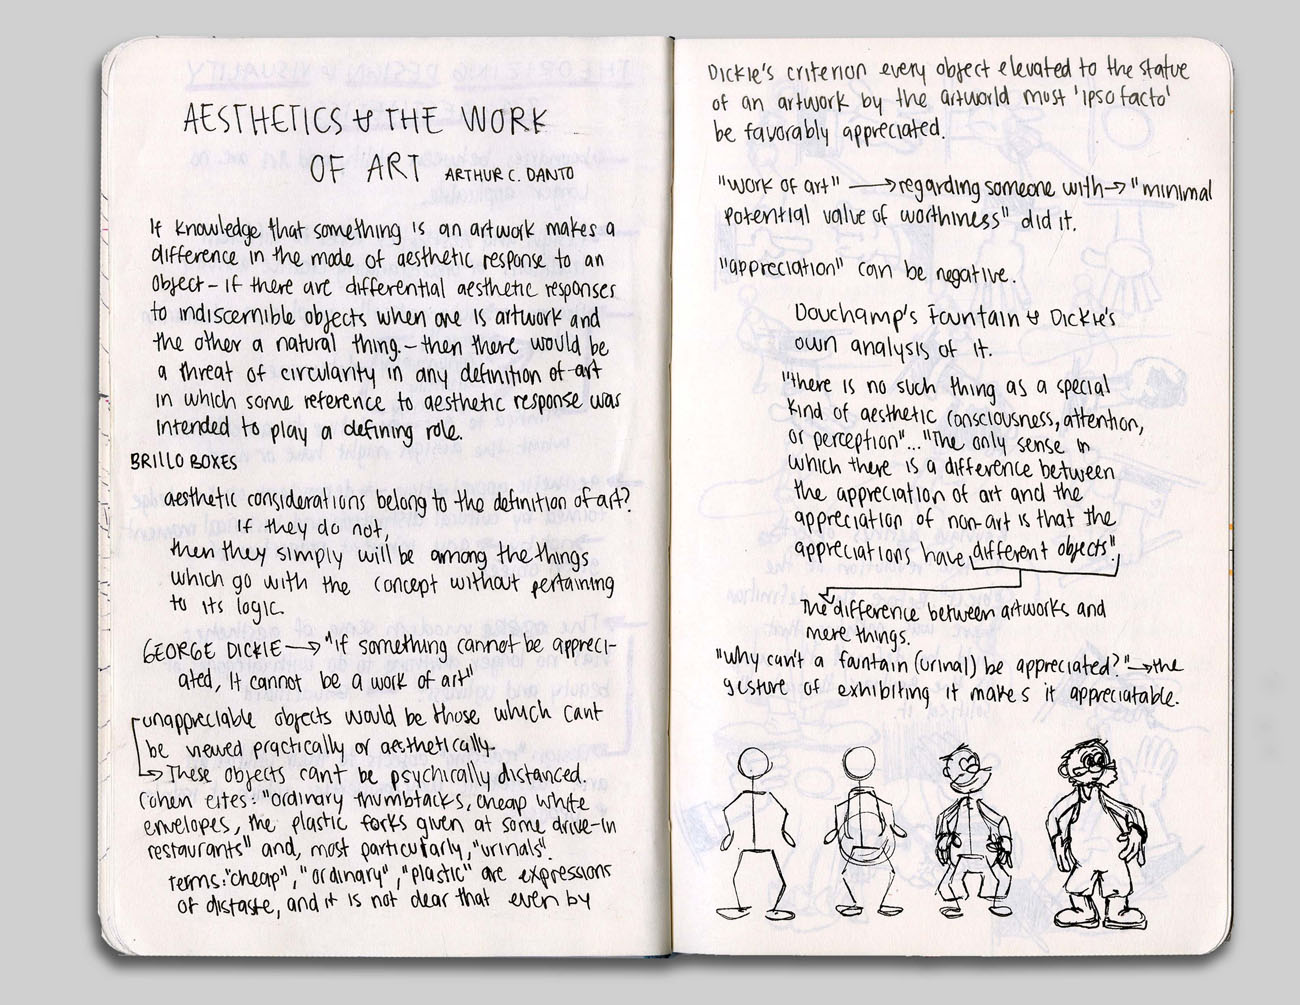 AESTHETICS & THE WORK
OF ART ARTHUR C. DANTO
If knowledge that something is an artwork makes a
difference in the mode of aesthetic response to an
object - if there are differential aesthetic responses
to indiscernible objects when one is artwork and
the other a natural thing. - then there would be
a threat of circularity in any definition of art
in which some reference to aesthetic response was
intended to play a defining role.
BRILLO BOXES
aesthetic considerations belong to the definition of art?
If they do not,
then they simply will be among the things
which go with the concept without pertaining
to its logic.
GEORGE DICKIE → "if something cannot be appreci-
ated, it cannot be a work of art"
unappreciable objects would be those which cant
be viewed practically or aesthetically.
→ These objects can't be psychically distanced.
Cohen cites: "ordinary thumbtacks, cheap white
envelopes, the plastic forks given at some drive-in
restaurants" and, most particularly, "urinals".
terms: "cheap", "ordinary", "plastic" are expressions
of distaste, and it is not clear that even by
Dickie's criterion every object elevated to the statue
of an artwork by the artworld must 'ipso facto'
be favorably appreciated.
"work of art" → regarding someone with → "minimal
potential value of worthiness" did it.
"appreciation" can be negative.
Douchamp's Fountain & Dickie's
own analysis of it.
"there is no such thing as a special
kind of aesthetic consciousness, attention,
or perception"... "The only sense in
which there is a difference between
the appreciation of art and the
appreciation of non-art is that the
appreciations have different objects".
The difference between artworks and
mere things.
"Why can't a fauntain (urinal) be appreciated?" → the
gesture of exhibiting it makes it appreciatable.